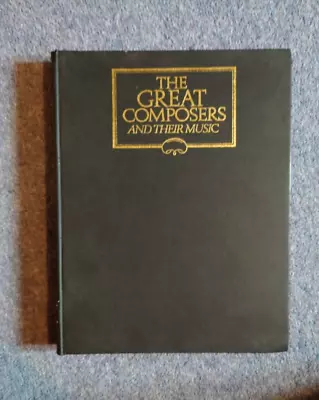 THE
GREAT
COMPOSERS
AND THEIR MUSIC